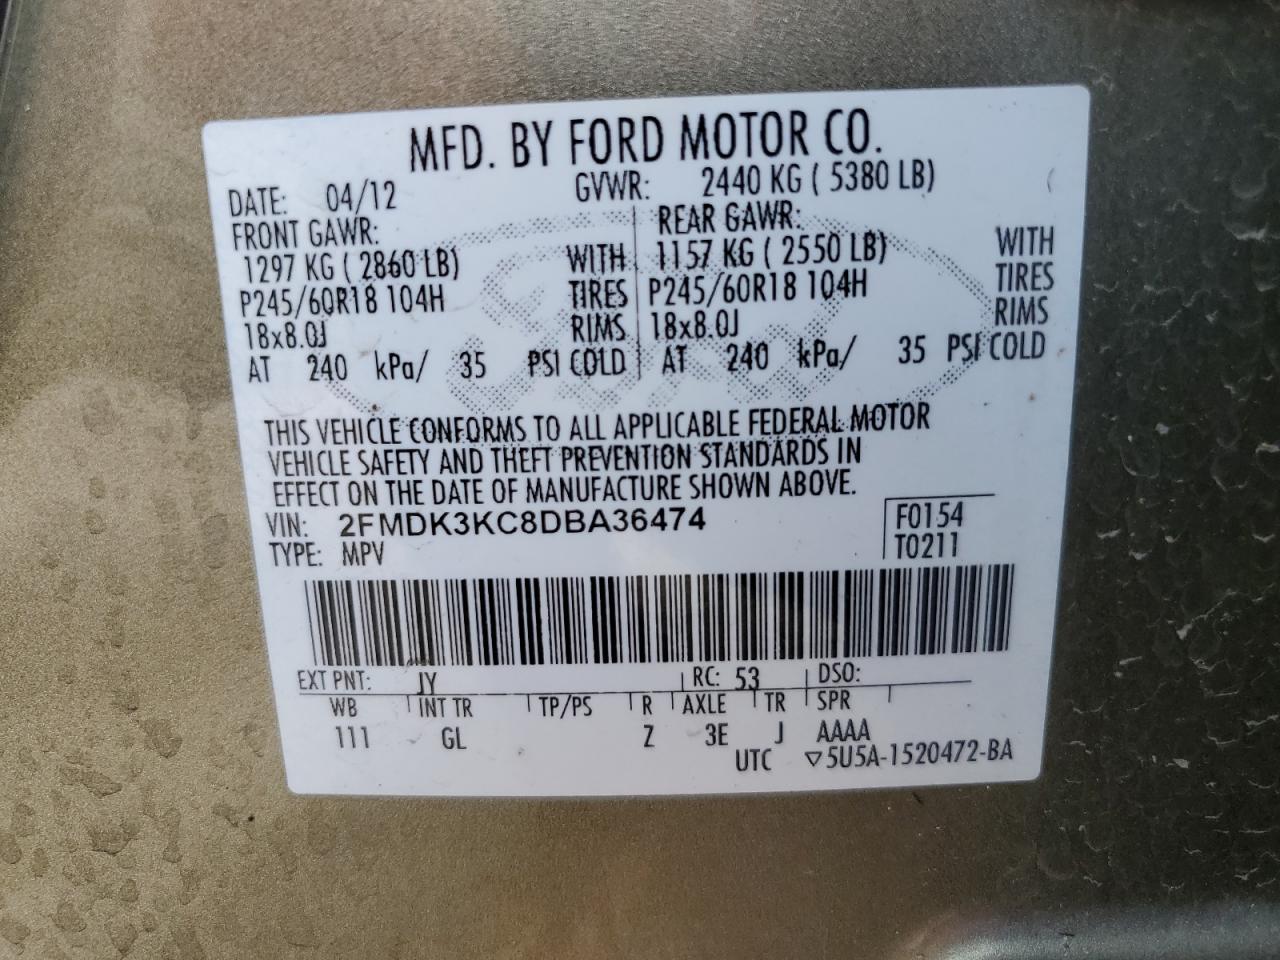 MFD. BY FORD MOTOR CO.
DATE: 04/12 GVWR: 2440 KG ( 5380 LB)
FRONT GAWR: REAR GAWR:
1297 KG ( 2860 LB) WITH 1157 KG ( 2550 LB) WITH
P245/60R18 104H TIRES P245/60R18 104H TIRES
18x8.0J RIMS 18x8.0J RIMS
AT 240 kPa/ 35 PSI COLD AT 240 kPa/ 35 PSI COLD
THIS VEHICLE CONFORMS TO ALL APPLICABLE FEDERAL MOTOR
VEHICLE SAFETY AND THEFT PREVENTION STANDARDS IN
EFFECT ON THE DATE OF MANUFACTURE SHOWN ABOVE.
VIN: 2FMDK3KC8DBA36474 F0154
TYPE: MPV T0211
EXT PNT: JY RC: 53 DSO:
WB INT TR TP/PS R AXLE TR SPR
111 GL Z 3E J AAAA
UTC ▽5U5A-1520472-BA